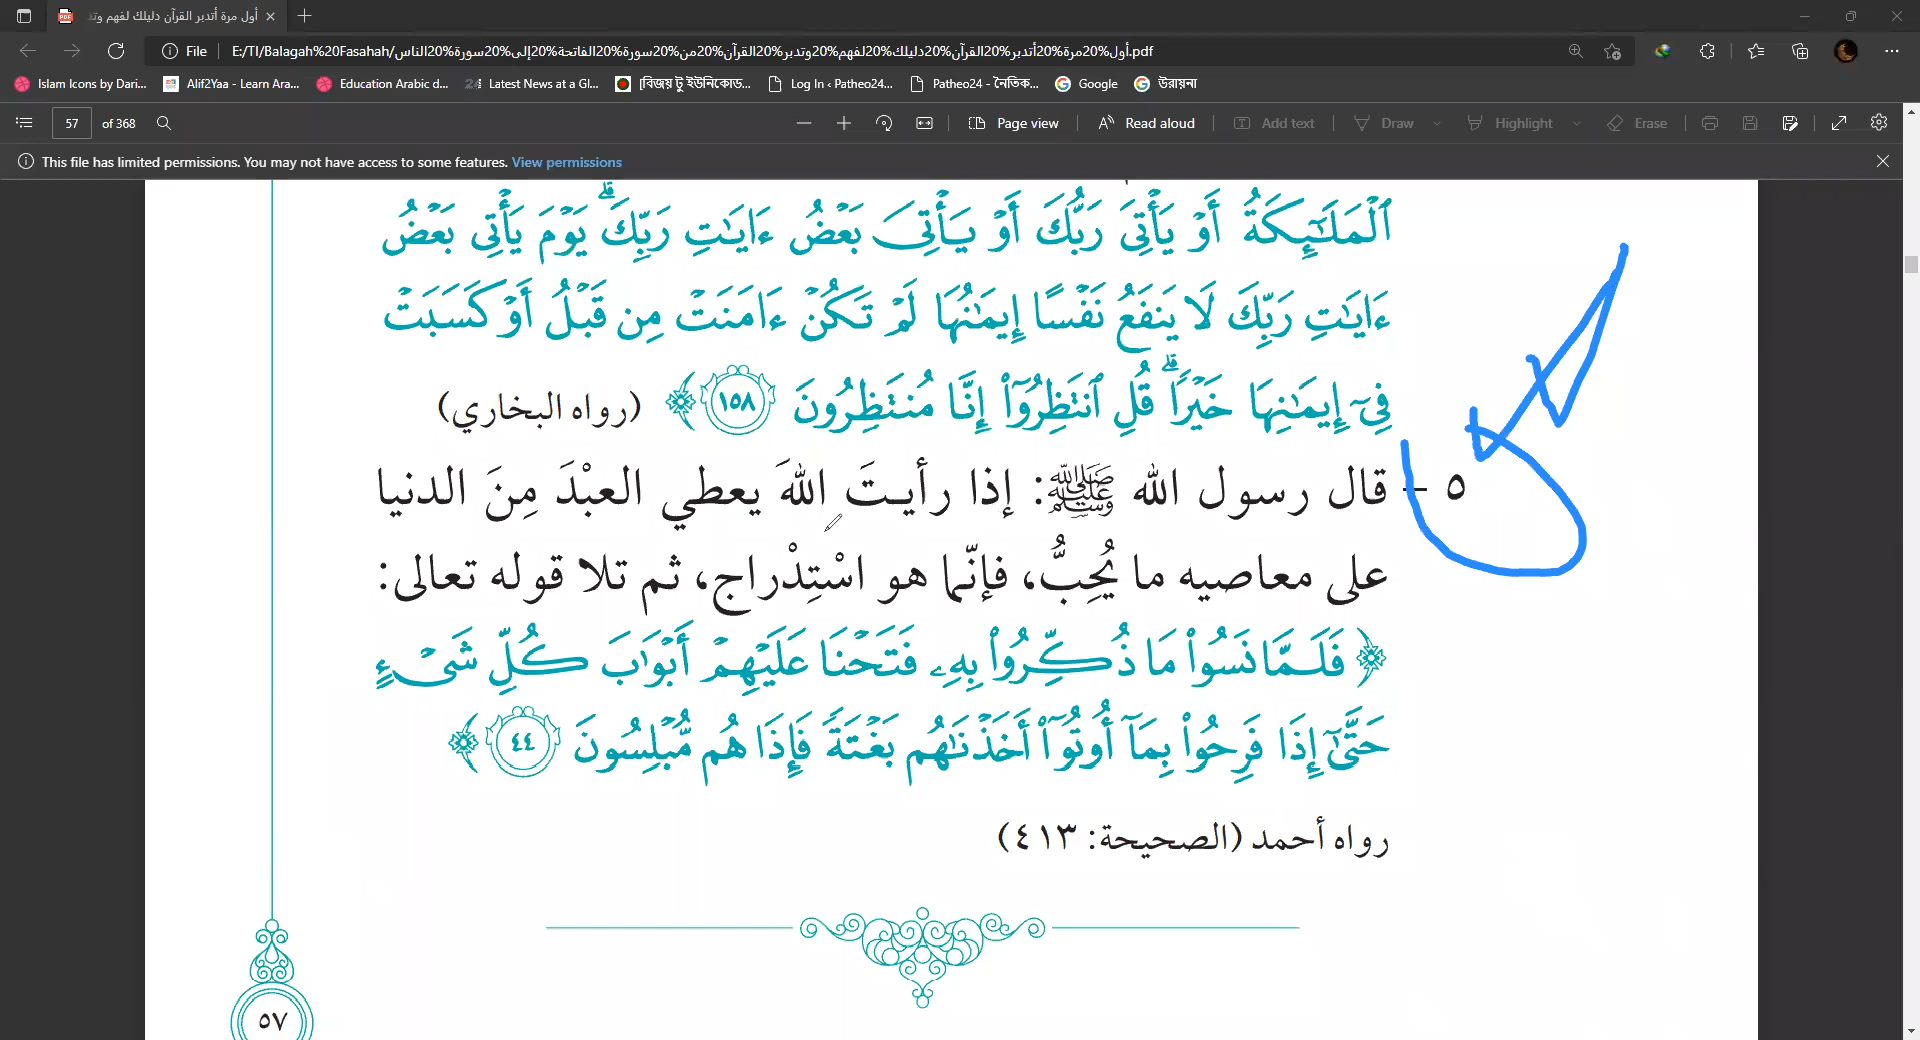 أول مرة أتدبر القرآن دليلك لفهم وتد
File E:/TI/Balagah%20Fasahah/أول%20مرة%20أتدبر%20القرآن%20دليلك%20لفهم%20وتدبر%20القرآن%20من%20سورة%20الفاتحة%20إلى%20سورة%20الناس.pdf
Islam Icons by Dari... Alif2Yaa - Learn Ara... Education Arabic d... Latest News at a Gl... [বিজয় টু ইউনিকোড... Log In ‹ Patheo24... Patheo24 - নৈতিক... Google উরায়না
57 of 368 Page view Read aloud Add text Draw Highlight Erase
This file has limited permissions. You may not have access to some features. View permissions
ٱلْمَلَـٰٓئِكَةُ أَوْ يَأْتِىَ رَبُّكَ أَوْ يَأْتِىَ بَعْضُ ءَايَـٰتِ رَبِّكَ ۗ يَوْمَ يَأْتِى بَعْضُ
ءَايَـٰتِ رَبِّكَ لَا يَنفَعُ نَفْسًا إِيمَـٰنُهَا لَمْ تَكُنْ ءَامَنَتْ مِن قَبْلُ أَوْ كَسَبَتْ
فِىٓ إِيمَـٰنِهَا خَيْرًا ۗ قُلِ ٱنتَظِرُوٓا۟ إِنَّا مُنتَظِرُونَ ١٥٨ ﴾ (رواه البخاري)
٥ - قال رسول الله ﷺ: إذا رأيـتَ اللهَ يعطي العبْدَ مِنَ الدنيا
على معاصيه ما يُحِبُّ، فإنّما هو اسْتِدْراج، ثم تلا قوله تعالى:
﴿ فَلَمَّا نَسُوا۟ مَا ذُكِّرُوا۟ بِهِۦ فَتَحْنَا عَلَيْهِمْ أَبْوَٰبَ كُلِّ شَىْءٍ
حَتَّىٰٓ إِذَا فَرِحُوا۟ بِمَآ أُوتُوٓا۟ أَخَذْنَـٰهُم بَغْتَةً فَإِذَا هُم مُّبْلِسُونَ ٤٤ ﴾
رواه أحمد (الصحيحة: ٤١٣)
٥٧